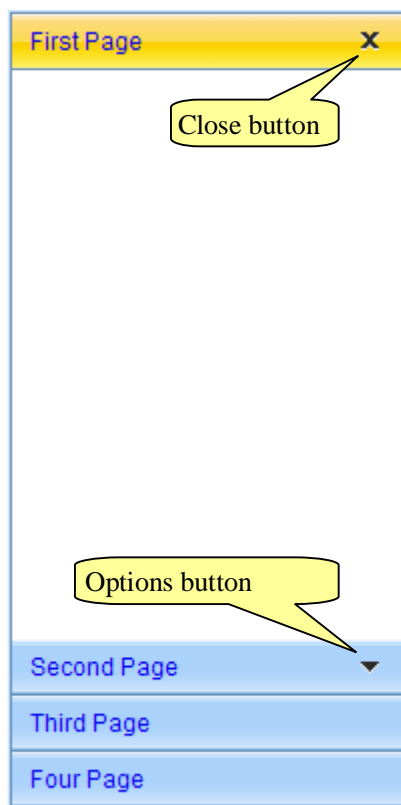 First Page
Close button
Options button
Second Page
Third Page
Four Page